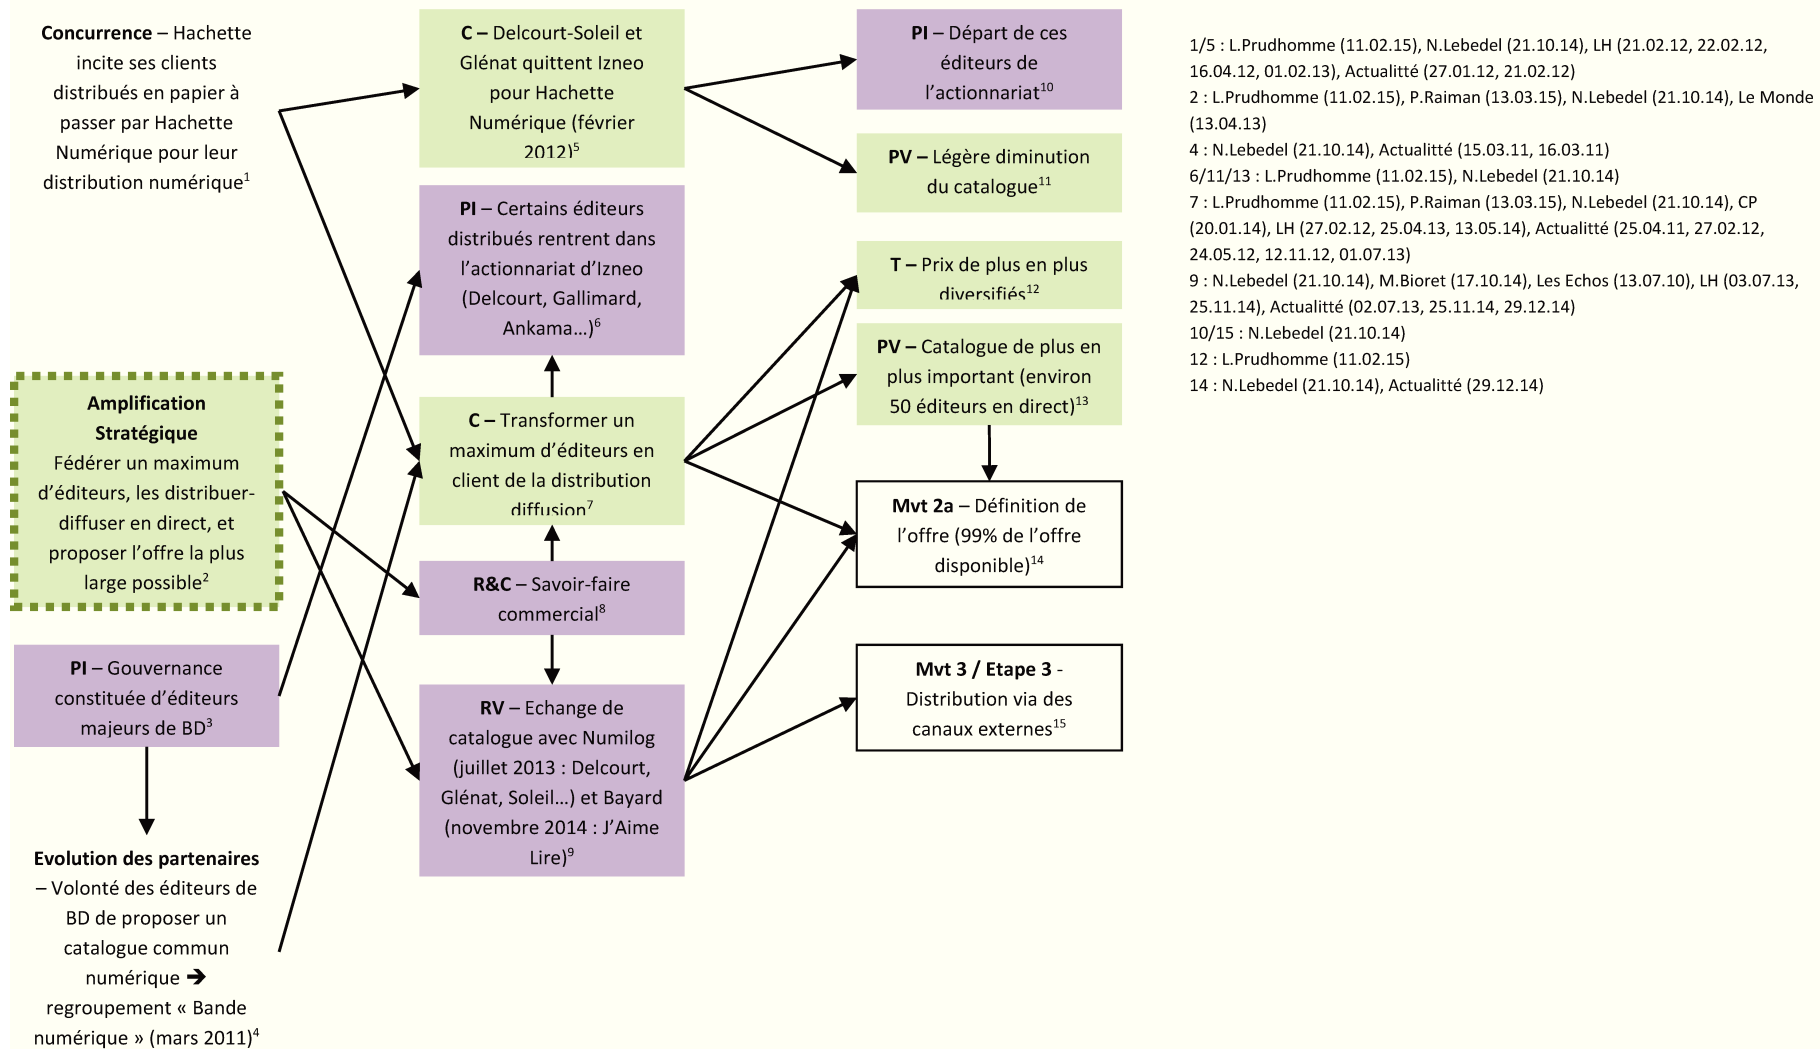 Concurrence – Hachette
incite ses clients
distribués en papier à
passer par Hachette
Numérique pour leur
distribution numérique1
Amplification
Stratégique
Fédérer un maximum
d'éditeurs, les distribuer-
diffuser en direct, et
proposer l'offre la plus
large possible2
PI – Gouvernance
constituée d'éditeurs
majeurs de BD3
Evolution des partenaires
– Volonté des éditeurs de
BD de proposer un
catalogue commun
numérique ➔
regroupement « Bande
numérique » (mars 2011)4
C – Delcourt-Soleil et
Glénat quittent Izneo
pour Hachette
Numérique (février
2012)5
PI – Certains éditeurs
distribués rentrent dans
l'actionnariat d'Izneo
(Delcourt, Gallimard,
Ankama…)6
C – Transformer un
maximum d'éditeurs en
client de la distribution
diffusion7
R&C – Savoir-faire
commercial8
RV – Echange de
catalogue avec Numilog
(juillet 2013 : Delcourt,
Glénat, Soleil…) et Bayard
(novembre 2014 : J'Aime
Lire)9
PI – Départ de ces
éditeurs de
l'actionnariat10
PV – Légère diminution
du catalogue11
T – Prix de plus en plus
diversifiés12
PV – Catalogue de plus en
plus important (environ
50 éditeurs en direct)13
Mvt 2a – Définition de
l'offre (99% de l'offre
disponible)14
Mvt 3 / Etape 3 -
Distribution via des
canaux externes15
1/5 : L.Prudhomme (11.02.15), N.Lebedel (21.10.14), LH (21.02.12, 22.02.12,
16.04.12, 01.02.13), Actualitté (27.01.12, 21.02.12)
2 : L.Prudhomme (11.02.15), P.Raiman (13.03.15), N.Lebedel (21.10.14), Le Monde
(13.04.13)
4 : N.Lebedel (21.10.14), Actualitté (15.03.11, 16.03.11)
6/11/13 : L.Prudhomme (11.02.15), N.Lebedel (21.10.14)
7 : L.Prudhomme (11.02.15), P.Raiman (13.03.15), N.Lebedel (21.10.14), CP
(20.01.14), LH (27.02.12, 25.04.13, 13.05.14), Actualitté (25.04.11, 27.02.12,
24.05.12, 12.11.12, 01.07.13)
9 : N.Lebedel (21.10.14), M.Bioret (17.10.14), Les Echos (13.07.10), LH (03.07.13,
25.11.14), Actualitté (02.07.13, 25.11.14, 29.12.14)
10/15 : N.Lebedel (21.10.14)
12 : L.Prudhomme (11.02.15)
14 : N.Lebedel (21.10.14), Actualitté (29.12.14)